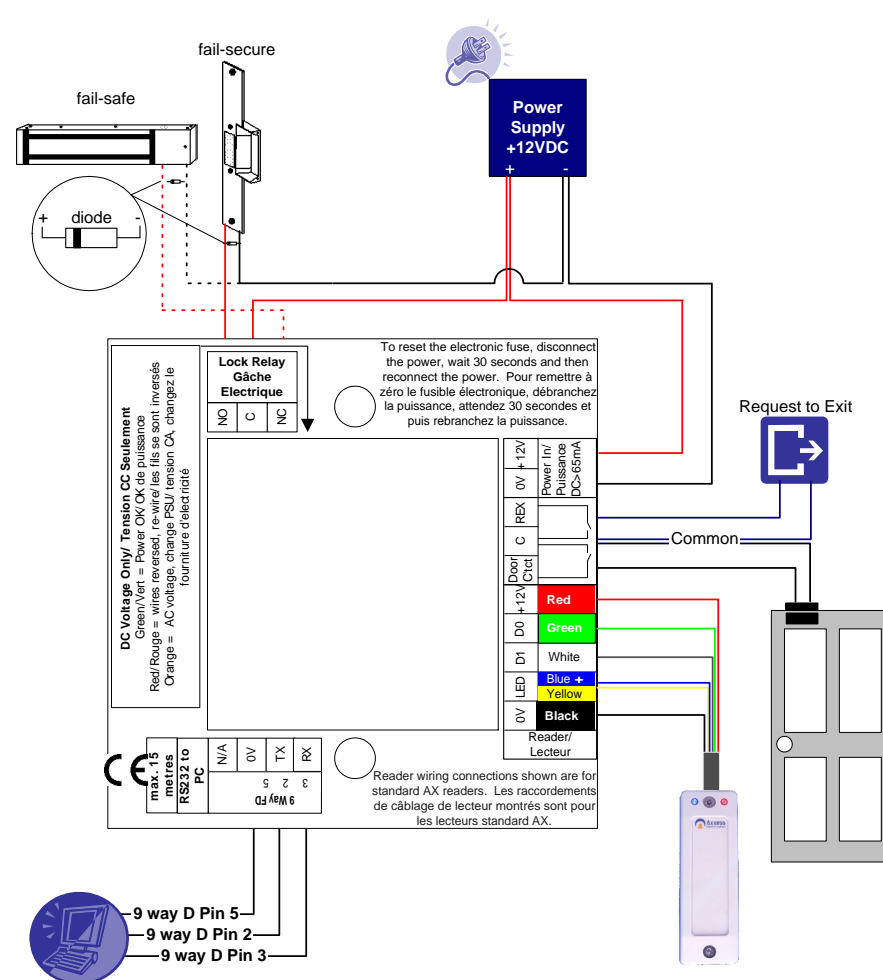 fail-secure
fail-safe
Power
Supply
+12VDC
+ -
+ diode -
Lock Relay
Gâche
Electrique
NO
C
NC
To reset the electronic fuse, disconnect
the power, wait 30 seconds and then
reconnect the power. Pour remettre à
zéro le fusible électronique, débranchez
la puissance, attendez 30 secondes et
puis rebranchez la puissance.
DC Voltage Only/ Tension CC Seulement
Green/Vert = Power OK/ OK de puissance
Red/Rouge = wires reversed, re-wire/ les fils se sont inversés
Orange = AC voltage, change PSU/ tension CA, changez le
fourniture d'electricité
Request to Exit
+12V
0V
Power In/
Puissance
DC>65mA
REX
C
Common
Door
C'tct
+12V
Red
D0
Green
D1
White
LED
Blue +
Yellow
0V
Black
Reader/
Lecteur
CE
max. 15
metres
RS232 to
PC
N/A
0V
TX
RX
5 2 3
9 Way FD
Reader wiring connections shown are for
standard AX readers. Les raccordements
de câblage de lecteur montrés sont pour
les lecteurs standard AX.
Axxess
9 way D Pin 5
9 way D Pin 2
9 way D Pin 3